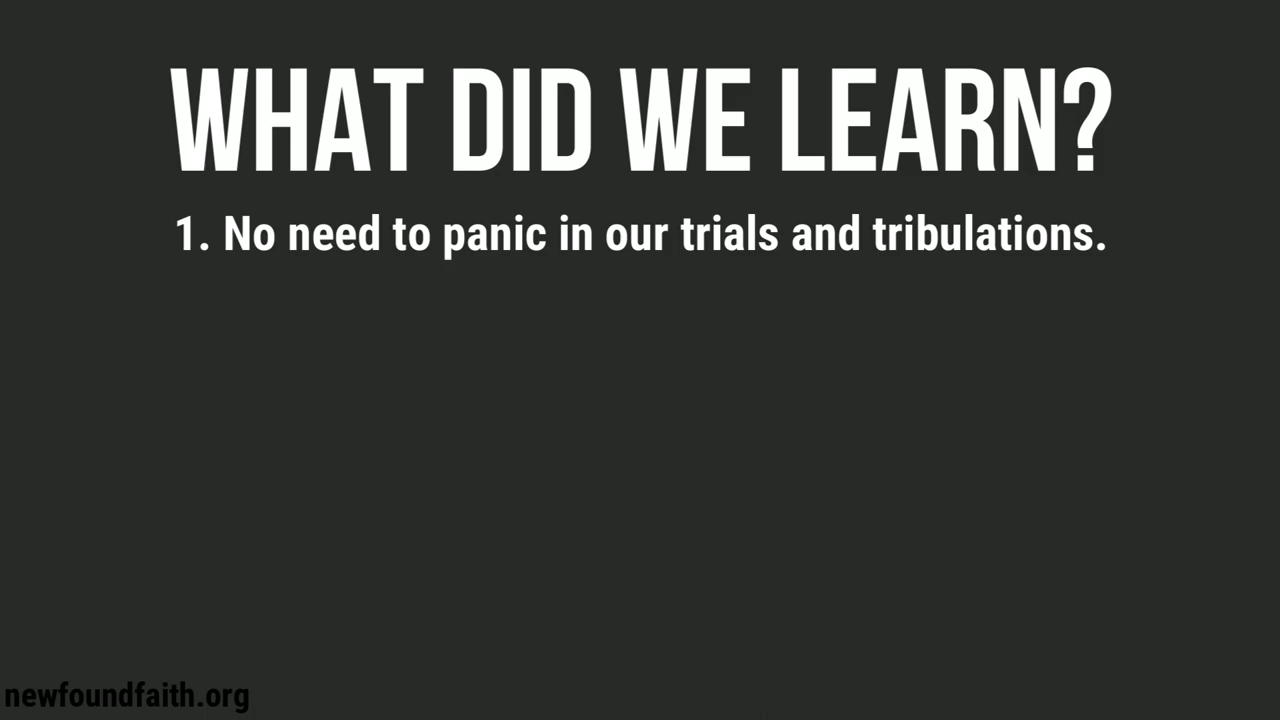 WHAT DID WE LEARN?
1. No need to panic in our trials and tribulations.
newfoundfaith.org